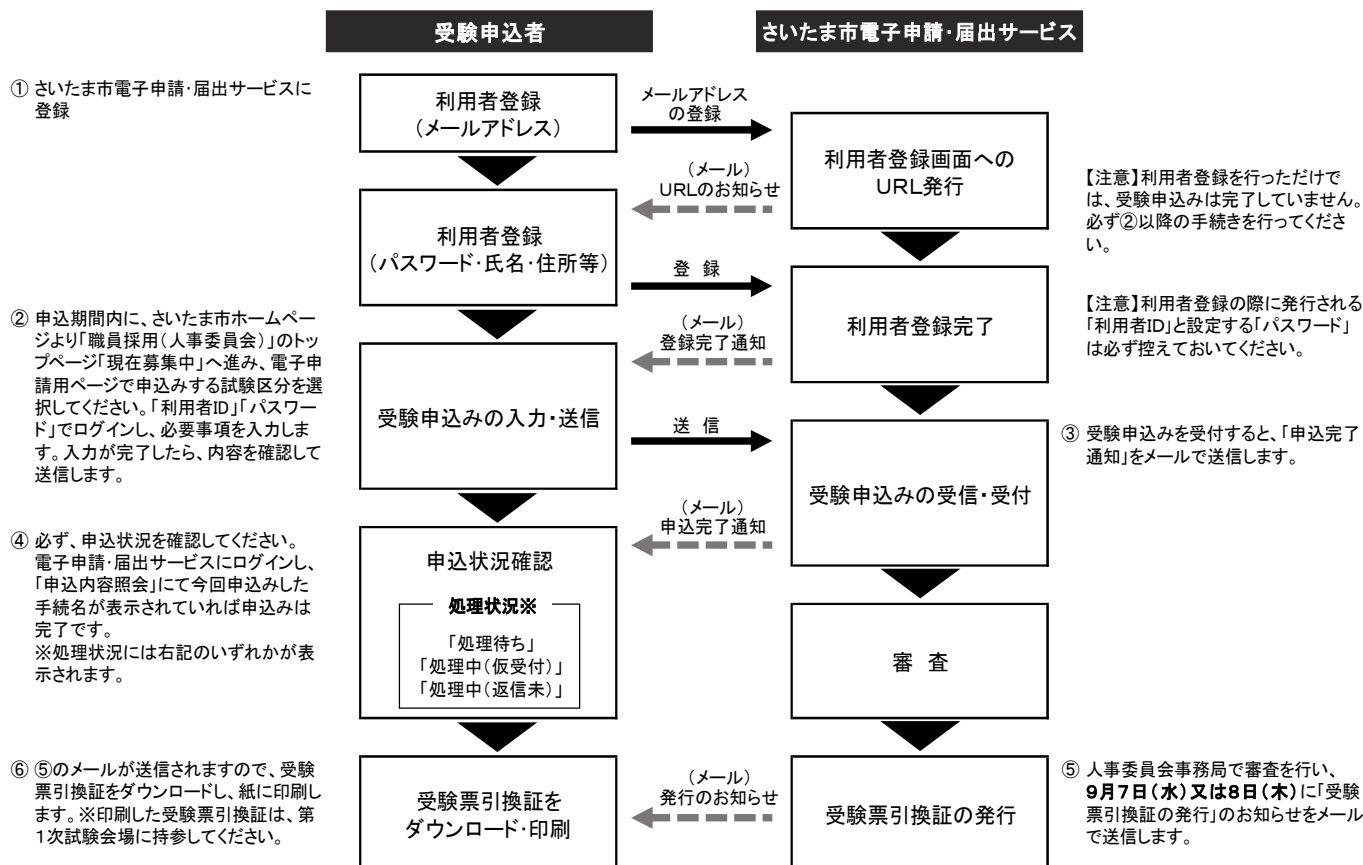 受験申込者
さいたま市電子申請・届出サービス
① さいたま市電子申請・届出サービスに
登録
利用者登録
(メールアドレス)
メールアドレス
の登録
利用者登録画面への
URL発行
(メール)
URLのお知らせ
【注意】利用者登録を行っただけで
は、受験申込みは完了していません。
必ず②以降の手続きを行ってくださ
い。
利用者登録
(パスワード・氏名・住所等)
登 録
利用者登録完了
(メール)
登録完了通知
【注意】利用者登録の際に発行される
「利用者ID」と設定する「パスワード」
は必ず控えておいてください。
② 申込期間内に、さいたま市ホームペー
ジより「職員採用(人事委員会)」のトッ
プページ「現在募集中」へ進み、電子申
請用ページで申込みする試験区分を選
択してください。「利用者ID」「パスワー
ド」でログインし、必要事項を入力しま
す。入力が完了したら、内容を確認して
送信します。
受験申込みの入力・送信
送 信
受験申込みの受信・受付
③ 受験申込みを受付すると、「申込完了
通知」をメールで送信します。
(メール)
申込完了通知
④ 必ず、申込状況を確認してください。
電子申請・届出サービスにログインし、
「申込内容照会」にて今回申込みした
手続名が表示されていれば申込みは
完了です。
※処理状況には右記のいずれかが表
示されます。
申込状況確認
処理状況※
「処理待ち」
「処理中(仮受付)」
「処理中(返信未)」
審 査
⑥ ⑤のメールが送信されますので、受験
票引換証をダウンロードし、紙に印刷し
ます。※印刷した受験票引換証は、第
1次試験会場に持参してください。
受験票引換証を
ダウンロード・印刷
(メール)
発行のお知らせ
受験票引換証の発行
⑤ 人事委員会事務局で審査を行い、
9月7日(水)又は8日(木)に「受験
票引換証の発行」のお知らせをメール
で送信します。